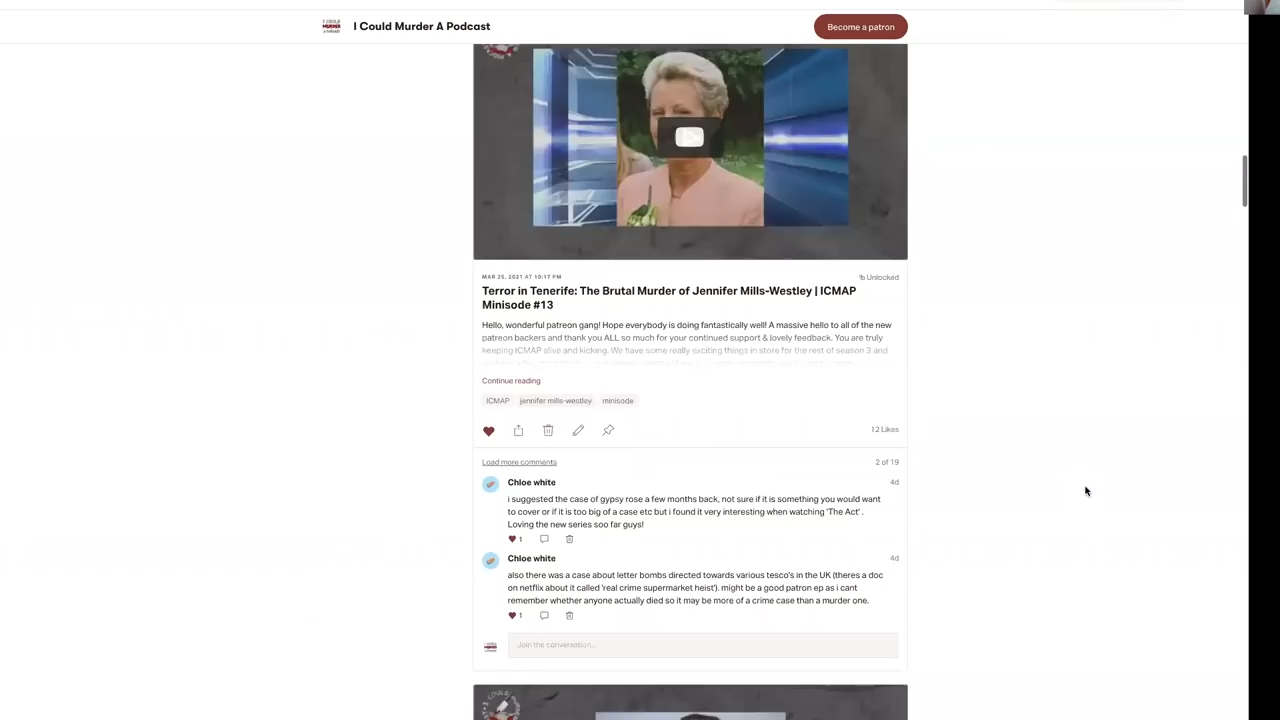 I Could Murder A Podcast
Become a patron
MAR 25, 2021 AT 10:17 PM
Unlocked
Terror in Tenerife: The Brutal Murder of Jennifer Mills-Westley | ICMAP
Minisode #13
Hello, wonderful patreon gang! Hope everybody is doing fantastically well! A massive hello to all of the new
patreon backers and thank you ALL so much for your continued support & lovely feedback. You are truly
keeping ICMAP alive and kicking. We have some really exciting things in store for the rest of season 3 and
Continue reading
ICMAP
jennifer mills-westley
minisode
12 Likes
Load more comments
2 of 19
Chloe white
4d
i suggested the case of gypsy rose a few months back, not sure if it is something you would want
to cover or if it is too big of a case etc but i found it very interesting when watching 'The Act' .
Loving the new series soo far guys!
1
Chloe white
4d
also there was a case about letter bombs directed towards various tesco's in the UK (theres a doc
on netflix about it called 'real crime supermarket heist'). might be a good patron ep as i cant
remember whether anyone actually died so it may be more of a crime case than a murder one.
1
Join the conversation...